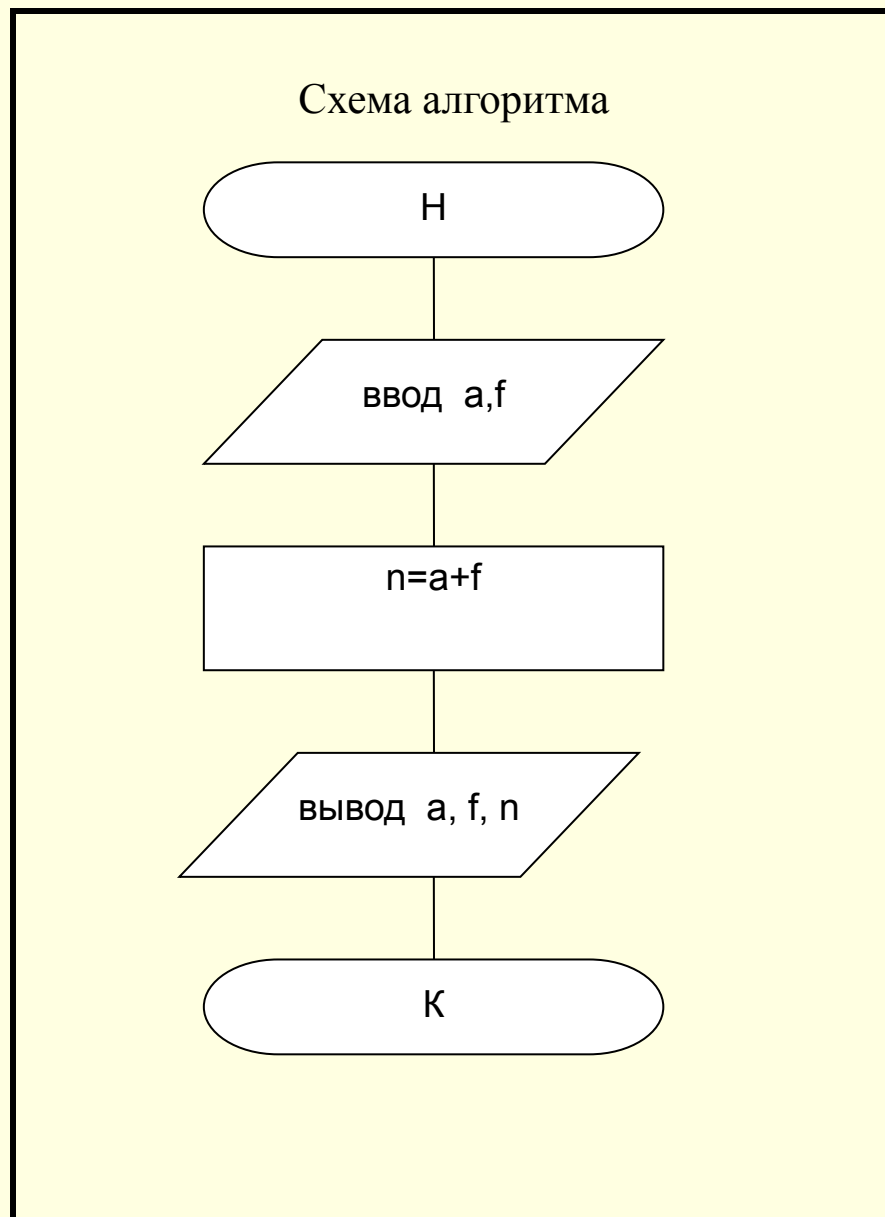 Схема алгоритма
Н
ввод a,f
n=a+f
вывод a, f, n
К